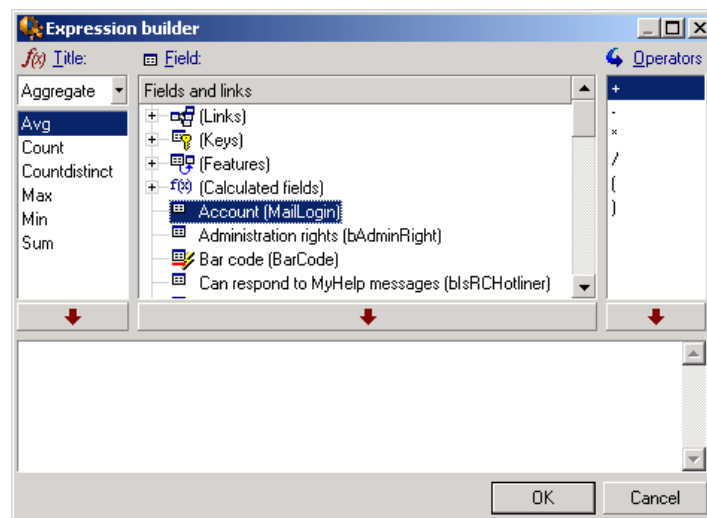 Expression builder
f(x) Title:
Field:
Operators
Aggregate
Fields and links
Avg
Count
Countdistinct
Max
Min
Sum
(Links)
(Keys)
(Features)
f(x) (Calculated fields)
Account (MailLogin)
Administration rights (bAdminRight)
Bar code (BarCode)
Can respond to MyHelp messages (bIsRCHotliner)
+
-
*
/
(
)
OK
Cancel